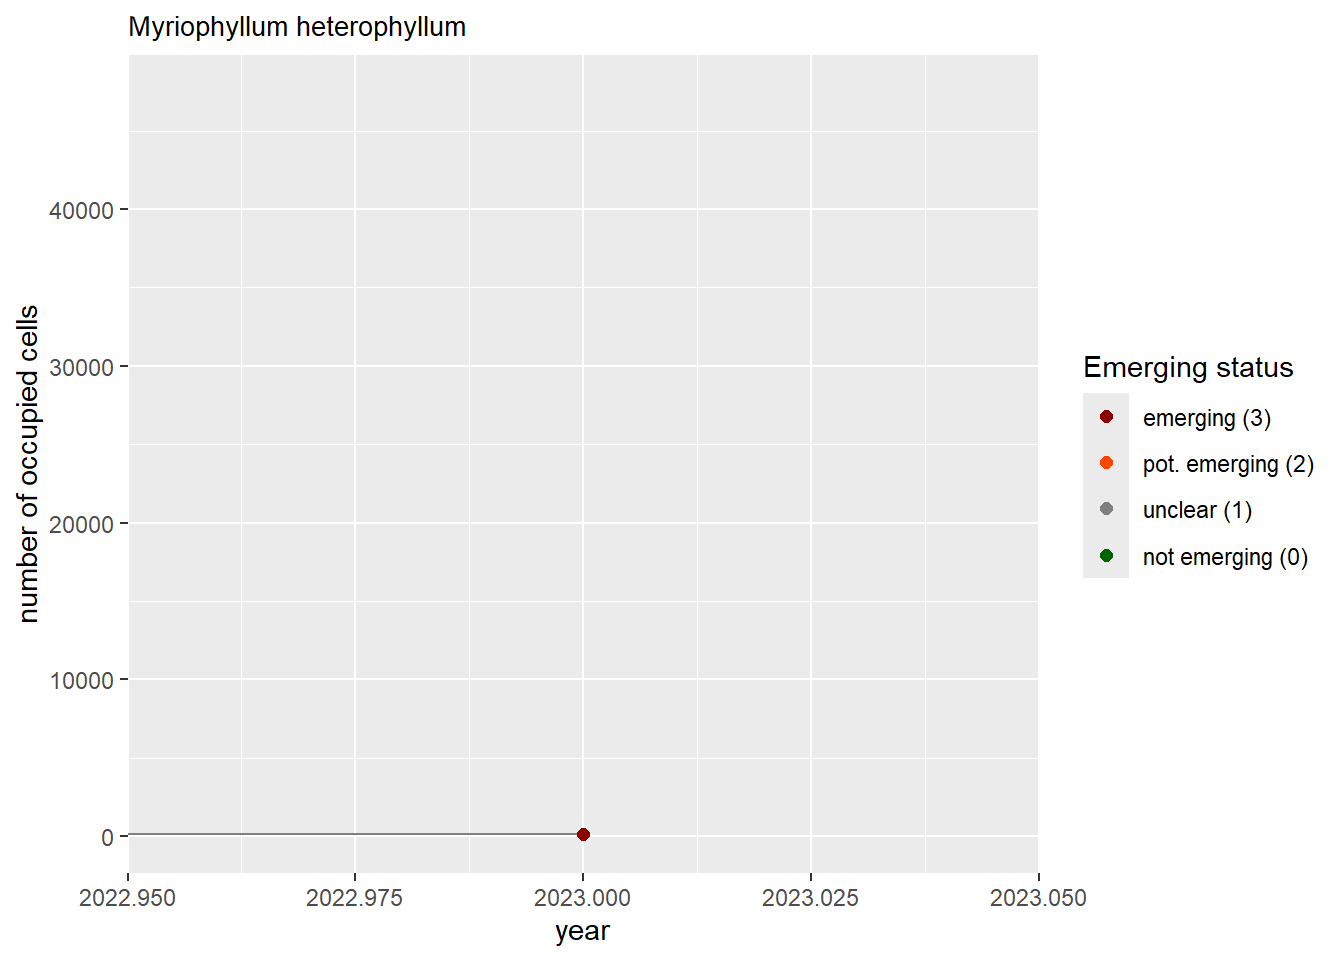 Myriophyllum heterophyllum
number of occupied cells
40000
30000
20000
10000
0
2022.950 2022.975 2023.000 2023.025 2023.050
year
Emerging status
emerging (3)
pot. emerging (2)
unclear (1)
not emerging (0)